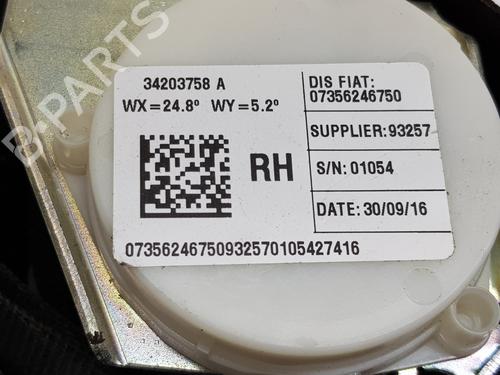 34203758 A
WX=24.8° WY=5.2°
RH
DIS FIAT:
07356246750
SUPPLIER:93257
S/N: 01054
DATE: 30/09/16
07356246750932570105427416
B-PARTS